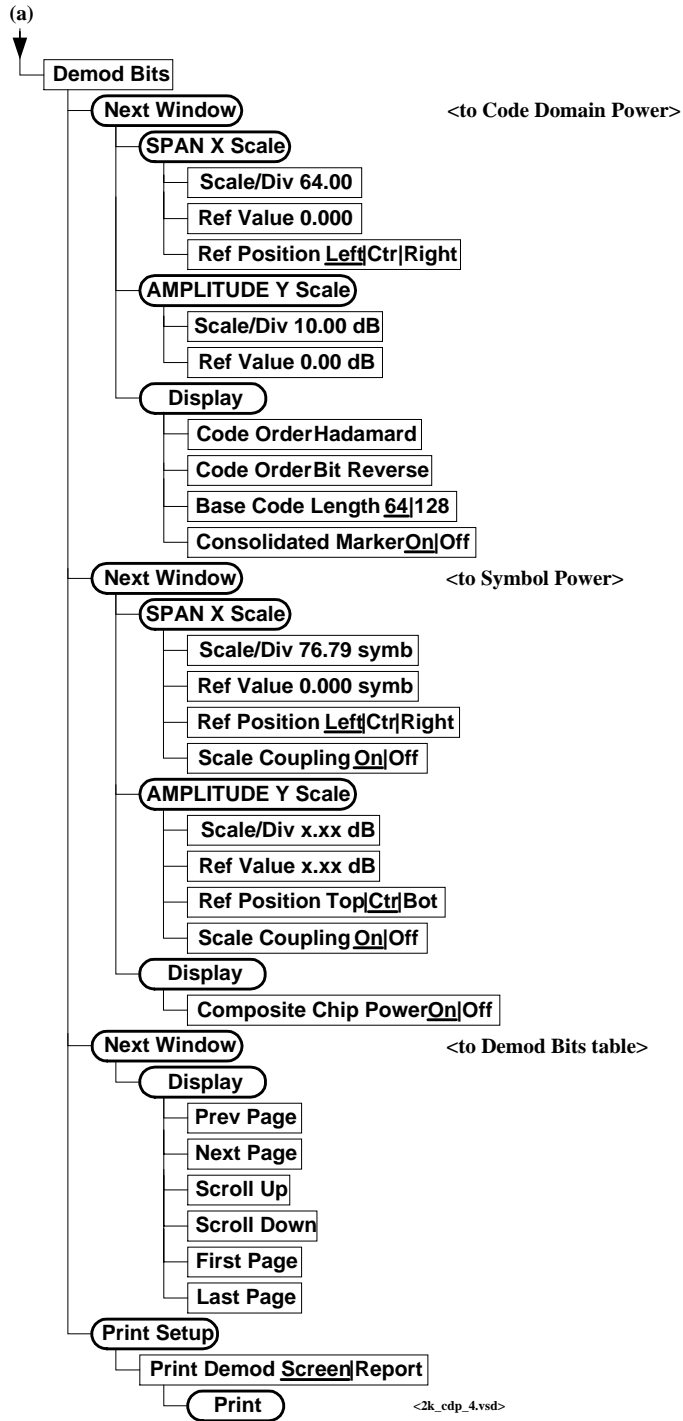 (a)
Demod Bits
Next Window <to Code Domain Power>
SPAN X Scale
Scale/Div 64.00
Ref Value 0.000
Ref Position Left|Ctr|Right
AMPLITUDE Y Scale
Scale/Div 10.00 dB
Ref Value 0.00 dB
Display
Code OrderHadamard
Code OrderBit Reverse
Base Code Length 64|128
Consolidated MarkerOn|Off
Next Window <to Symbol Power>
SPAN X Scale
Scale/Div 76.79 symb
Ref Value 0.000 symb
Ref Position Left|Ctr|Right
Scale Coupling On|Off
AMPLITUDE Y Scale
Scale/Div x.xx dB
Ref Value x.xx dB
Ref Position Top|Ctr|Bot
Scale Coupling On|Off
Display
Composite Chip PowerOn|Off
Next Window <to Demod Bits table>
Display
Prev Page
Next Page
Scroll Up
Scroll Down
First Page
Last Page
Print Setup
Print Demod Screen|Report
Print <2k_cdp_4.vsd>